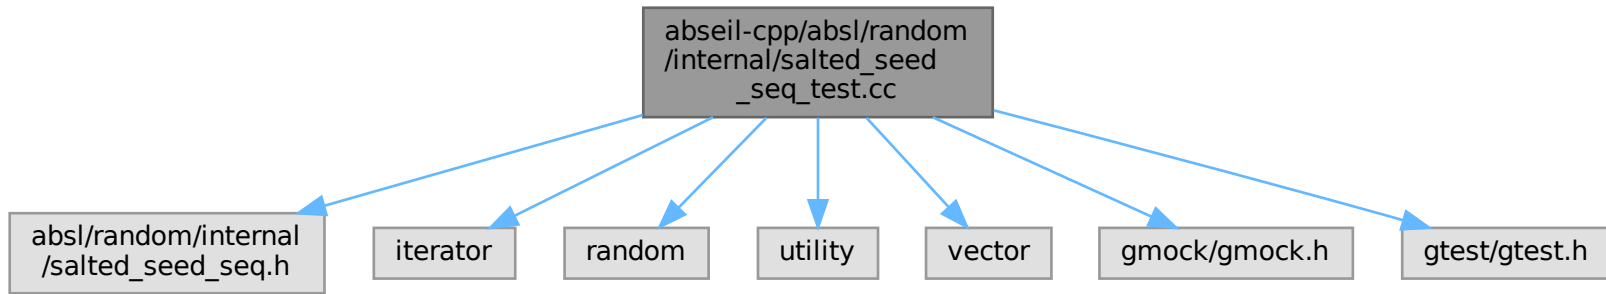 abseil-cpp/absl/random
/internal/salted_seed
_seq_test.cc
absl/random/internal
/salted_seed_seq.h
iterator
random
utility
vector
gmock/gmock.h
gtest/gtest.h